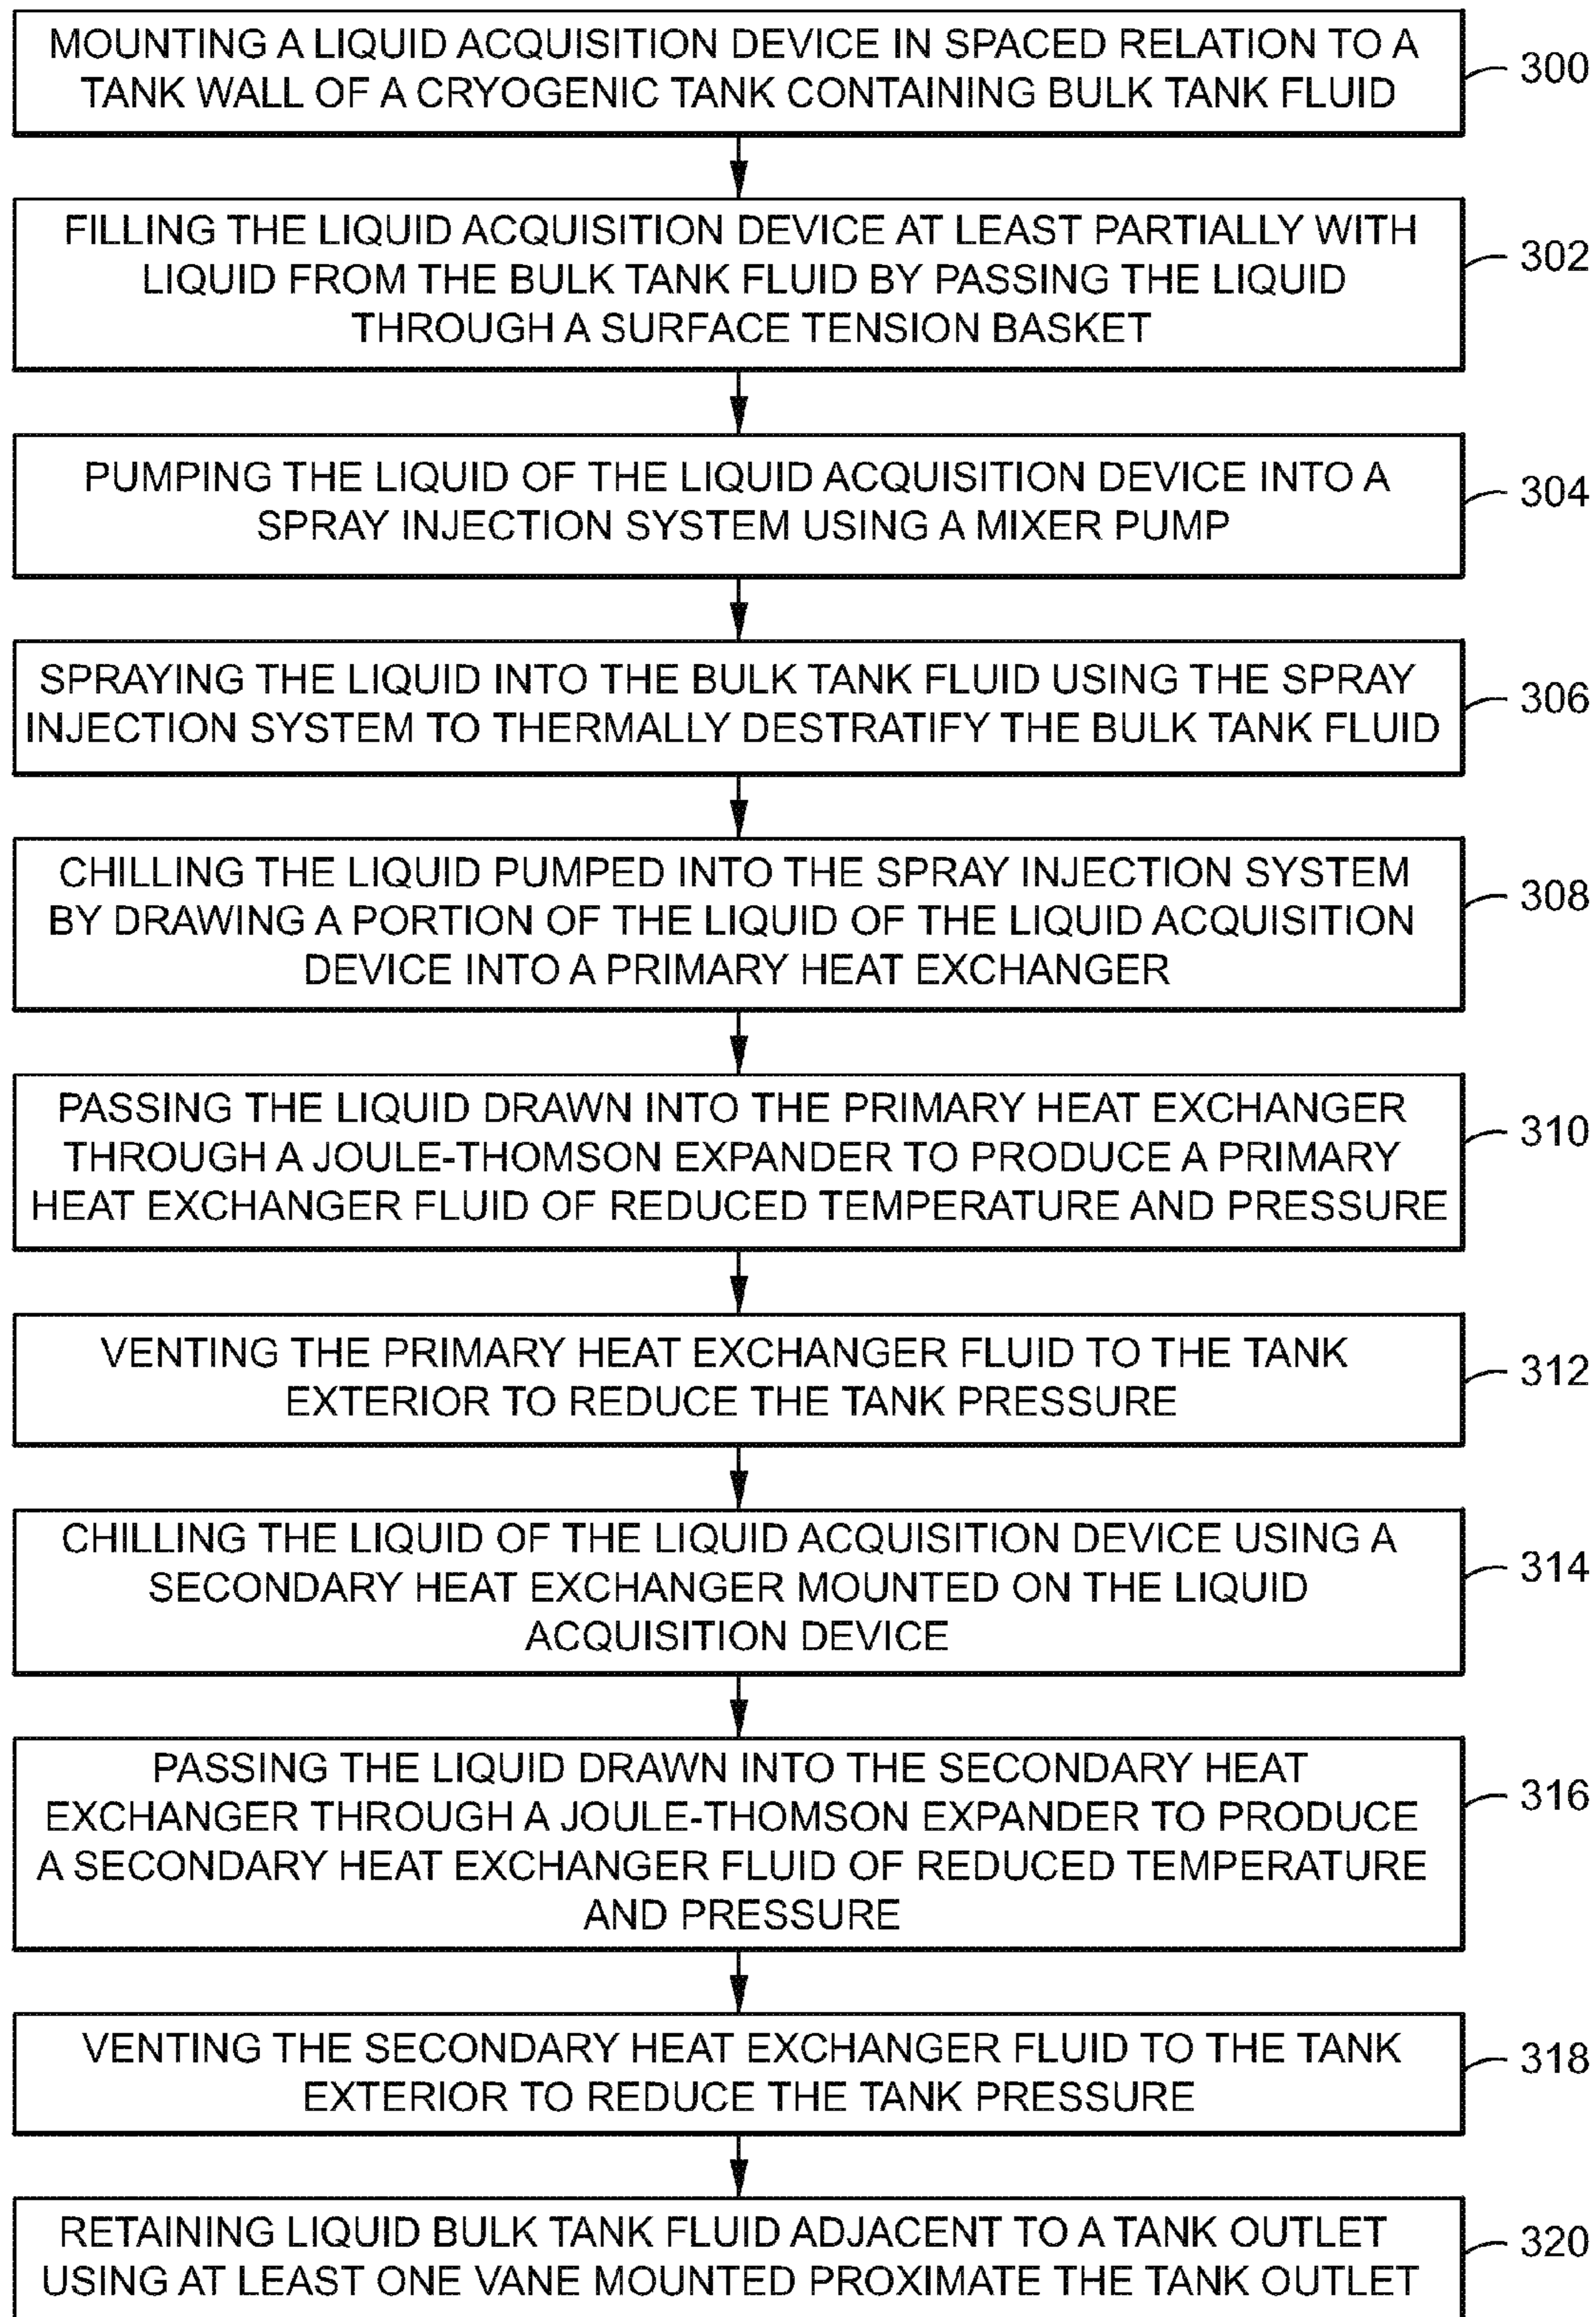 MOUNTING A LIQUID ACQUISITION DEVICE IN SPACED RELATION TO A
TANK WALL OF A CRYOGENIC TANK CONTAINING BULK TANK FLUID
300
FILLING THE LIQUID ACQUISITION DEVICE AT LEAST PARTIALLY WITH
LIQUID FROM THE BULK TANK FLUID BY PASSING THE LIQUID
THROUGH A SURFACE TENSION BASKET
302
PUMPING THE LIQUID OF THE LIQUID ACQUISITION DEVICE INTO A
SPRAY INJECTION SYSTEM USING A MIXER PUMP
304
SPRAYING THE LIQUID INTO THE BULK TANK FLUID USING THE SPRAY
INJECTION SYSTEM TO THERMALLY DESTRATIFY THE BULK TANK FLUID
306
CHILLING THE LIQUID PUMPED INTO THE SPRAY INJECTION SYSTEM
BY DRAWING A PORTION OF THE LIQUID OF THE LIQUID ACQUISITION
DEVICE INTO A PRIMARY HEAT EXCHANGER
308
PASSING THE LIQUID DRAWN INTO THE PRIMARY HEAT EXCHANGER
THROUGH A JOULE-THOMSON EXPANDER TO PRODUCE A PRIMARY
HEAT EXCHANGER FLUID OF REDUCED TEMPERATURE AND PRESSURE
310
VENTING THE PRIMARY HEAT EXCHANGER FLUID TO THE TANK
EXTERIOR TO REDUCE THE TANK PRESSURE
312
CHILLING THE LIQUID OF THE LIQUID ACQUISITION DEVICE USING A
SECONDARY HEAT EXCHANGER MOUNTED ON THE LIQUID
ACQUISITION DEVICE
314
PASSING THE LIQUID DRAWN INTO THE SECONDARY HEAT
EXCHANGER THROUGH A JOULE-THOMSON EXPANDER TO PRODUCE
A SECONDARY HEAT EXCHANGER FLUID OF REDUCED TEMPERATURE
AND PRESSURE
316
VENTING THE SECONDARY HEAT EXCHANGER FLUID TO THE TANK
EXTERIOR TO REDUCE THE TANK PRESSURE
318
RETAINING LIQUID BULK TANK FLUID ADJACENT TO A TANK OUTLET
USING AT LEAST ONE VANE MOUNTED PROXIMATE THE TANK OUTLET
320